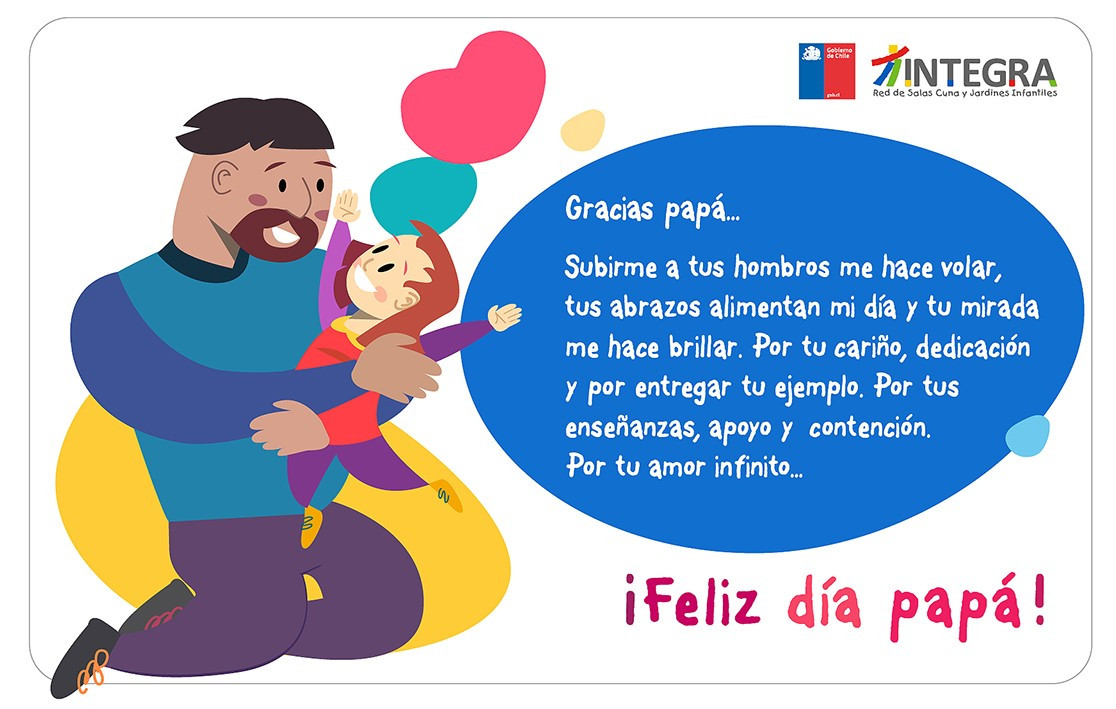 Gobierno
de Chile
gob.cl
INTEGRA
Red de Salas Cuna y Jardines Infantiles
Gracias papá...
Subirme a tus hombros me hace volar,
tus abrazos alimentan mi día y tu mirada
me hace brillar. Por tu cariño, dedicación
y por entregar tu ejemplo. Por tus
enseñanzas, apoyo y contención.
Por tu amor infinito...
¡Feliz día papá!